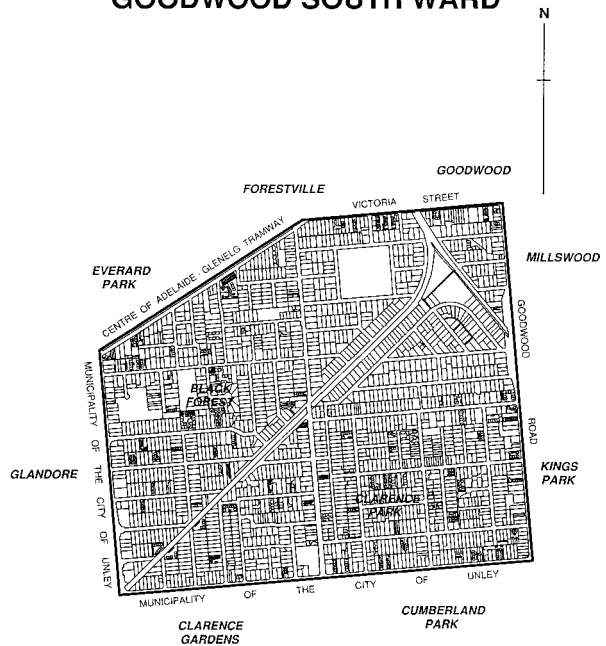 GOODWOOD SOUTH WARD
N
GOODWOOD
FORESTVILLE
VICTORIA STREET
CENTRE OF ADELAIDE - GLENELG TRAMWAY
EVERARD
PARK
MILLSWOOD
GOODWOOD ROAD
MUNICIPALITY OF THE CITY OF UNLEY
BLACK
FOREST
GLANDORE
KINGS
PARK
CLARENCE
PARK
MUNICIPALITY OF THE CITY OF UNLEY
CUMBERLAND
PARK
CLARENCE
GARDENS